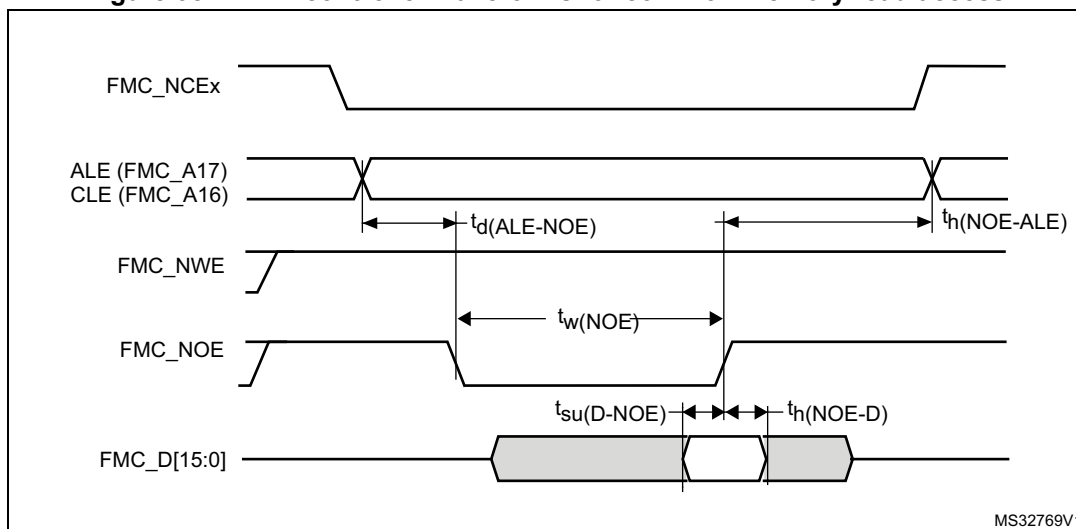 FMC_NCEx
ALE (FMC_A17)
CLE (FMC_A16)
td(ALE-NOE)
th(NOE-ALE)
FMC_NWE
tw(NOE)
FMC_NOE
tsu(D-NOE)
th(NOE-D)
FMC_D[15:0]